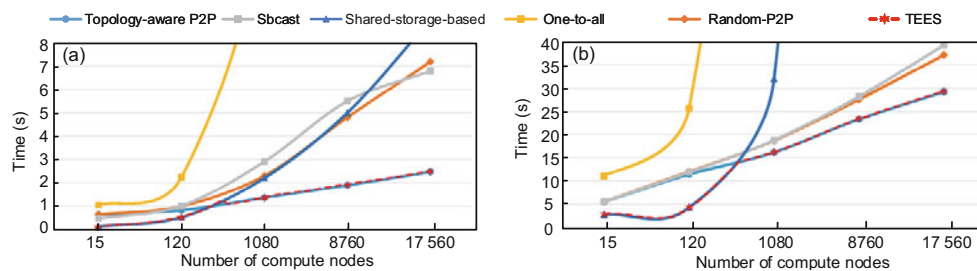 Topology-aware P2P Sbcast Shared-storage-based One-to-all Random-P2P TEES
(a)
8
7
6
5
4
3
2
1
0
Time (s)
15 120 1080 8760 17 560
Number of compute nodes
(b)
40
35
30
25
20
15
10
5
0
Time (s)
15 120 1080 8760 17 560
Number of compute nodes